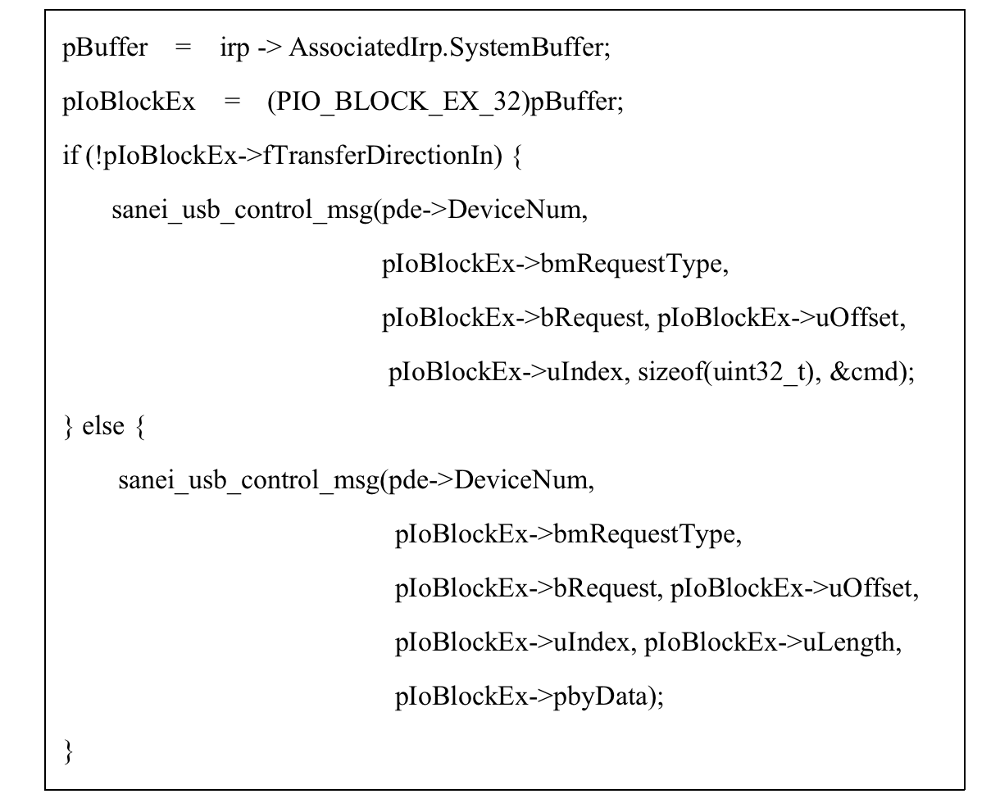 pBuffer = irp -> AssociatedIrp.SystemBuffer;
pIoBlockEx = (PIO_BLOCK_EX_32)pBuffer;
if (!pIoBlockEx->fTransferDirectionIn) {
sanei_usb_control_msg(pde->DeviceNum,
pIoBlockEx->bmRequestType,
pIoBlockEx->bRequest, pIoBlockEx->uOffset,
pIoBlockEx->uIndex, sizeof(uint32_t), &cmd);
} else {
sanei_usb_control_msg(pde->DeviceNum,
pIoBlockEx->bmRequestType,
pIoBlockEx->bRequest, pIoBlockEx->uOffset,
pIoBlockEx->uIndex, pIoBlockEx->uLength,
pIoBlockEx->pbyData);
}